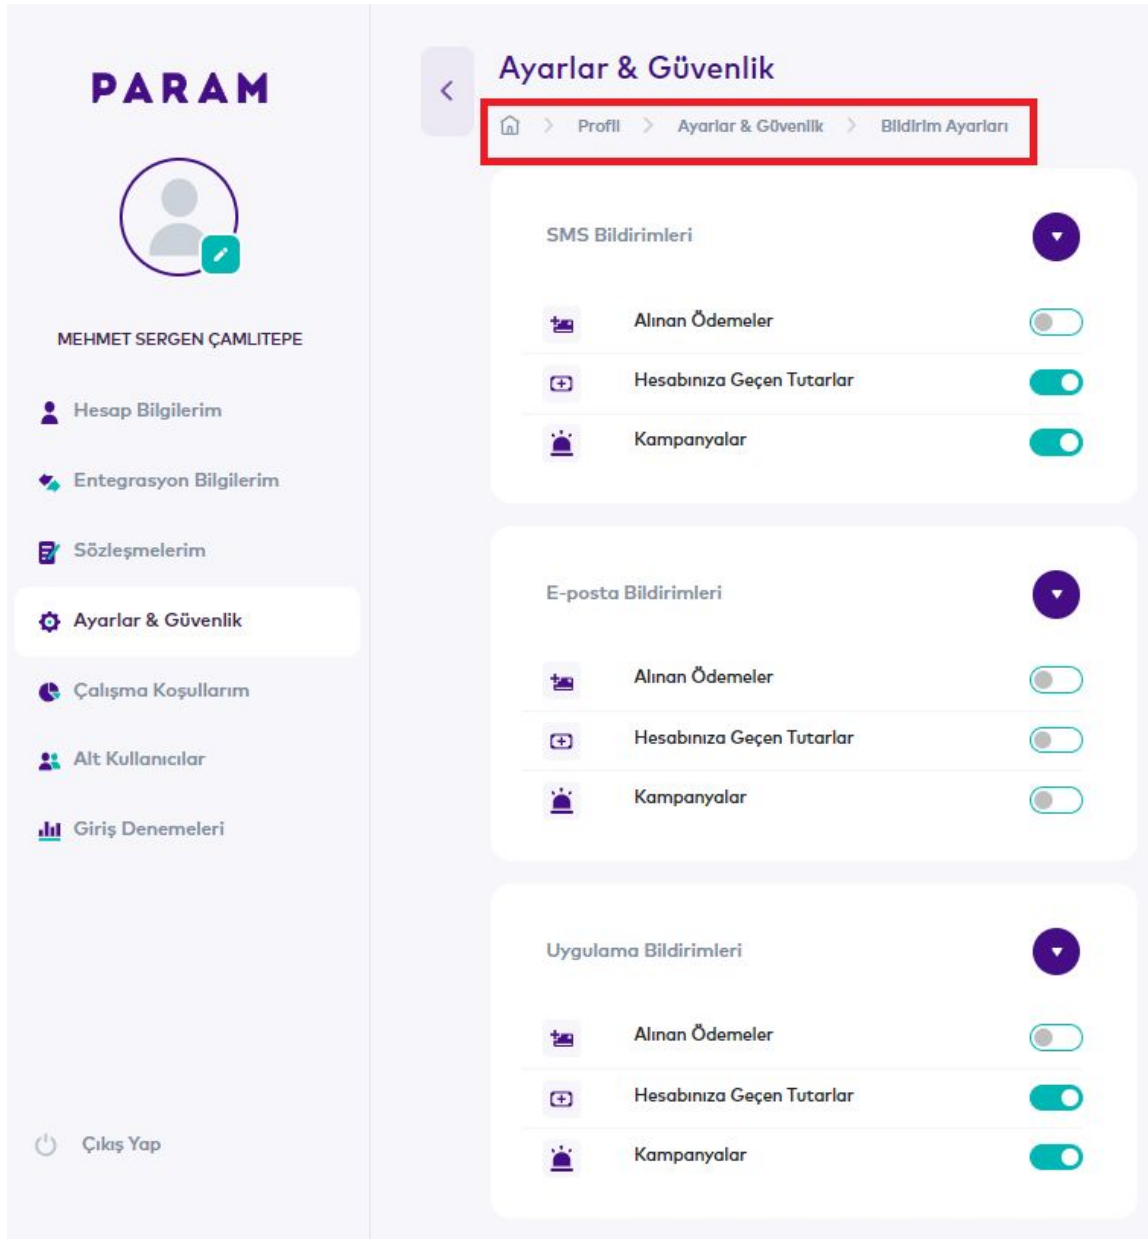 PARAM
MEHMET SERGEN ÇAMLITEPE
Hesap Bilgilerim
Entegrasyon Bilgilerim
Sözleşmelerim
Ayarlar & Güvenlik
Çalışma Koşullarım
Alt Kullanıcılar
Giriş Denemeleri
Çıkış Yap
Ayarlar & Güvenlik
Profil > Ayarlar & Güvenlik > Bildirim Ayarları
SMS Bildirimleri
Alınan Ödemeler
Hesabınıza Geçen Tutarlar
Kampanyalar
E-posta Bildirimleri
Alınan Ödemeler
Hesabınıza Geçen Tutarlar
Kampanyalar
Uygulama Bildirimleri
Alınan Ödemeler
Hesabınıza Geçen Tutarlar
Kampanyalar